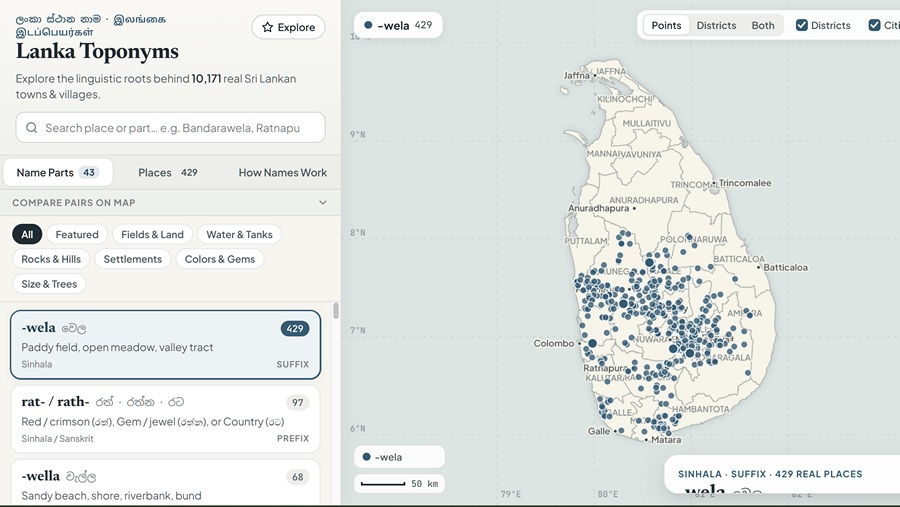 ලංකා ස්ථාන නාම · இலங்கை
இடப்பெயர்கள்
Lanka Toponyms
Explore
Explore the linguistic roots behind 10,171 real Sri Lankan
towns & villages.
Search place or part… e.g. Bandarawela, Ratnapu
Name Parts 43
Places 429
How Names Work
COMPARE PAIRS ON MAP
All
Featured
Fields & Land
Water & Tanks
Rocks & Hills
Settlements
Colors & Gems
Size & Trees
-wela වෙල
429
Paddy field, open meadow, valley tract
Sinhala
SUFFIX
rat- / rath- රත් · රත්න · රට
97
Red / crimson (රත්), Gem / jewel (රත්න), or Country (රට)
Sinhala / Sanskrit
PREFIX
-wella වැල්ල
68
Sandy beach, shore, riverbank, bund
-wela 429
Points
Districts
Both
Districts
9°N
8°N
7°N
6°N
Jaffna
JAFFNA
KILINOCHCHI
MULLAITIVU
VAVUNIYA
Trincomalee
ANURADHAPURA
Anuradhapura
PUTTALAM
BATTICALOA
Batticaloa
Colombo
Ratnapura
HAMBANTOTA
GALLE
Galle
Matara
-wela
50 km
79°E
80°E
81°E
82°E
SINHALA · SUFFIX · 429 REAL PLACES
-wela වෙල